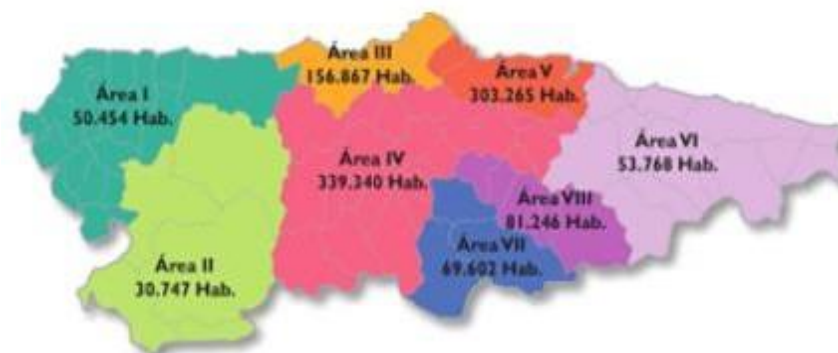 Área I
50.454 Hab.
Área II
30.747 Hab.
Área III
156.867 Hab.
Área IV
339.340 Hab.
Área V
303.265 Hab.
Área VI
53.768 Hab.
Área VII
69.602 Hab.
Área VIII
81.246 Hab.